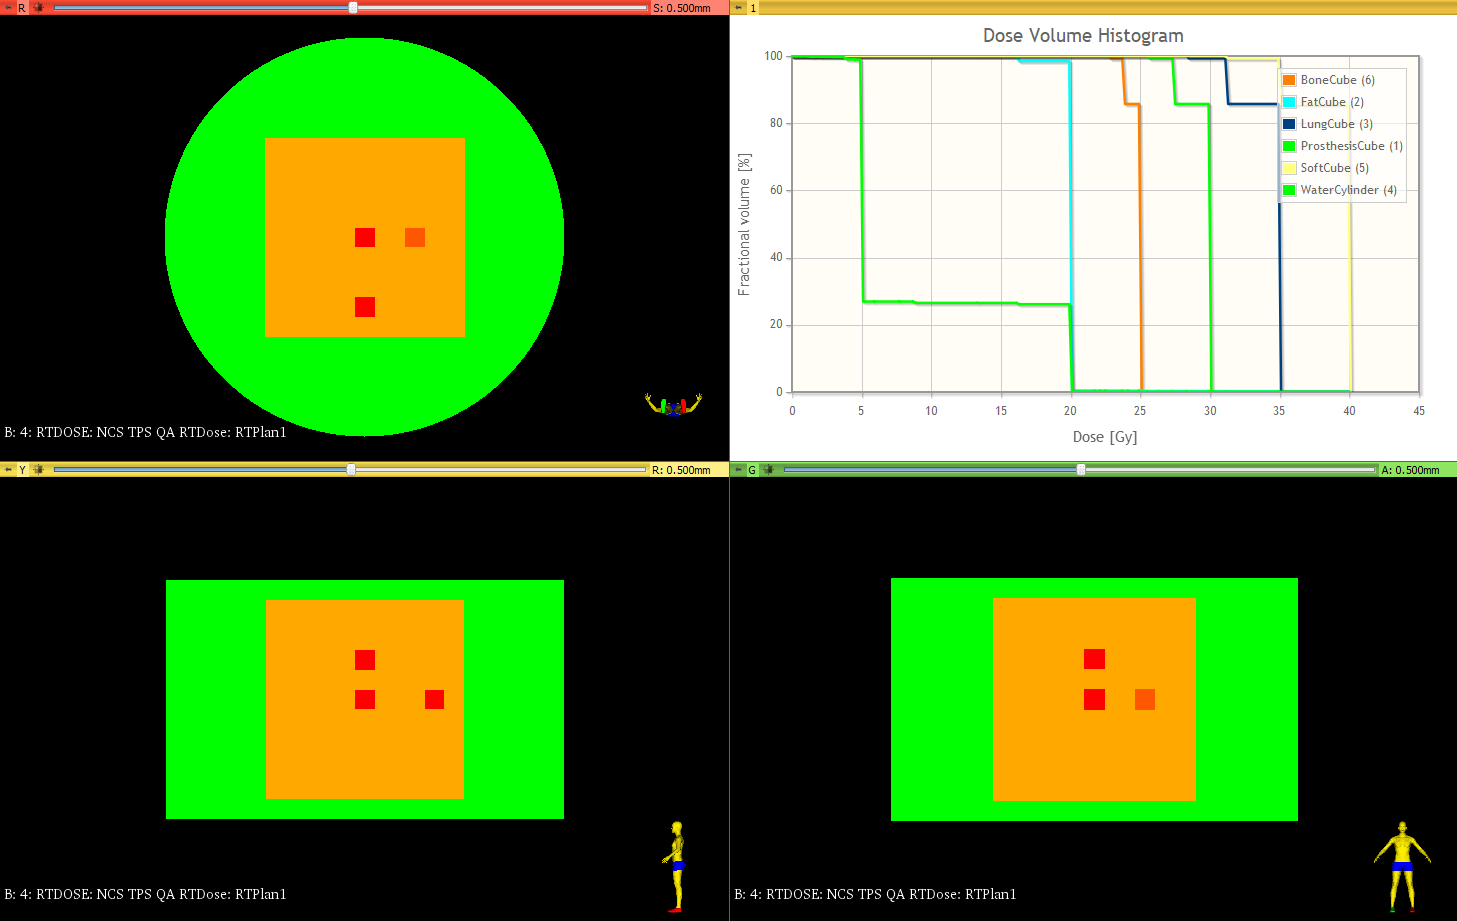 R S: 0.500mm
1
B: 4: RTDOSE: NCS TPS QA RTDose: RTPlan1
Dose Volume Histogram
Fractional volume [%]
100
80
60
40
20
0
0 5 10 15 20 25 30 35 40 45
Dose [Gy]
BoneCube (6)
FatCube (2)
LungCube (3)
ProsthesisCube (1)
SoftCube (5)
WaterCylinder (4)
Y R: 0.500mm
B: 4: RTDOSE: NCS TPS QA RTDose: RTPlan1
G A: 0.500mm
B: 4: RTDOSE: NCS TPS QA RTDose: RTPlan1